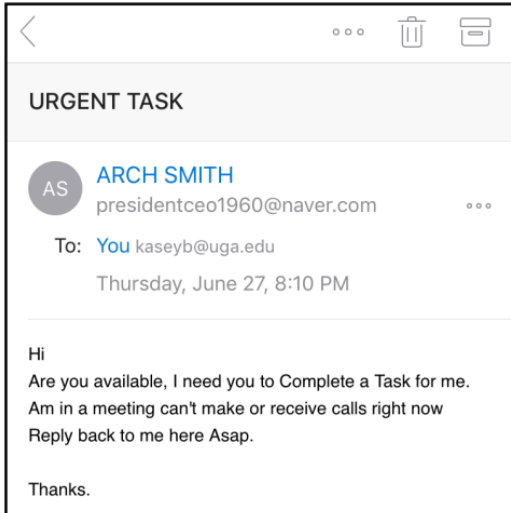 URGENT TASK
AS
ARCH SMITH
presidentceo1960@naver.com
To: You kaseyb@uga.edu
Thursday, June 27, 8:10 PM
Hi
Are you available, I need you to Complete a Task for me.
Am in a meeting can't make or receive calls right now
Reply back to me here Asap.
Thanks.